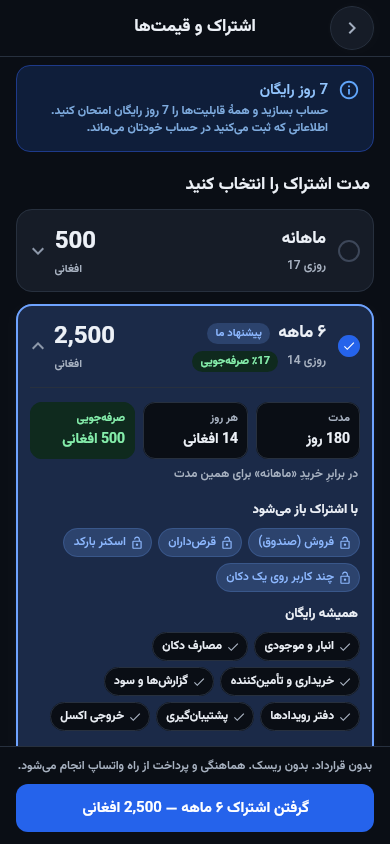 اشتراک و قیمت‌ها
7 روز رایگان
حساب بسازید و همهٔ قابلیت‌ها را 7 روز رایگان امتحان کنید.
اطلاعاتی که ثبت می‌کنید در حساب خودتان می‌ماند.
مدت اشتراک را انتخاب کنید
ماهانه
500
روزی 17
افغانی
۶ ماهه
پیشنهاد ما
2,500
روزی 14
17٪ صرفه‌جویی
افغانی
مدت
هر روز
صرفه‌جویی
180 روز
14 افغانی
500 افغانی
در برابرِ خریدِ «ماهانه» برای همین مدت
با اشتراک باز می‌شود
فروش (صندوق)
قرض‌داران
اسکنر بارکد
چند کاربر روی یک دکان
همیشه رایگان
انبار و موجودی
مصارف دکان
خریداری و تأمین‌کننده
گزارش‌ها و سود
دفتر رویدادها
پشتیبان‌گیری
خروجی اکسل
بدون قرارداد. بدون ریسک. هماهنگی و پرداخت از راه واتساپ انجام می‌شود.
گرفتن اشتراک ۶ ماهه — 2,500 افغانی